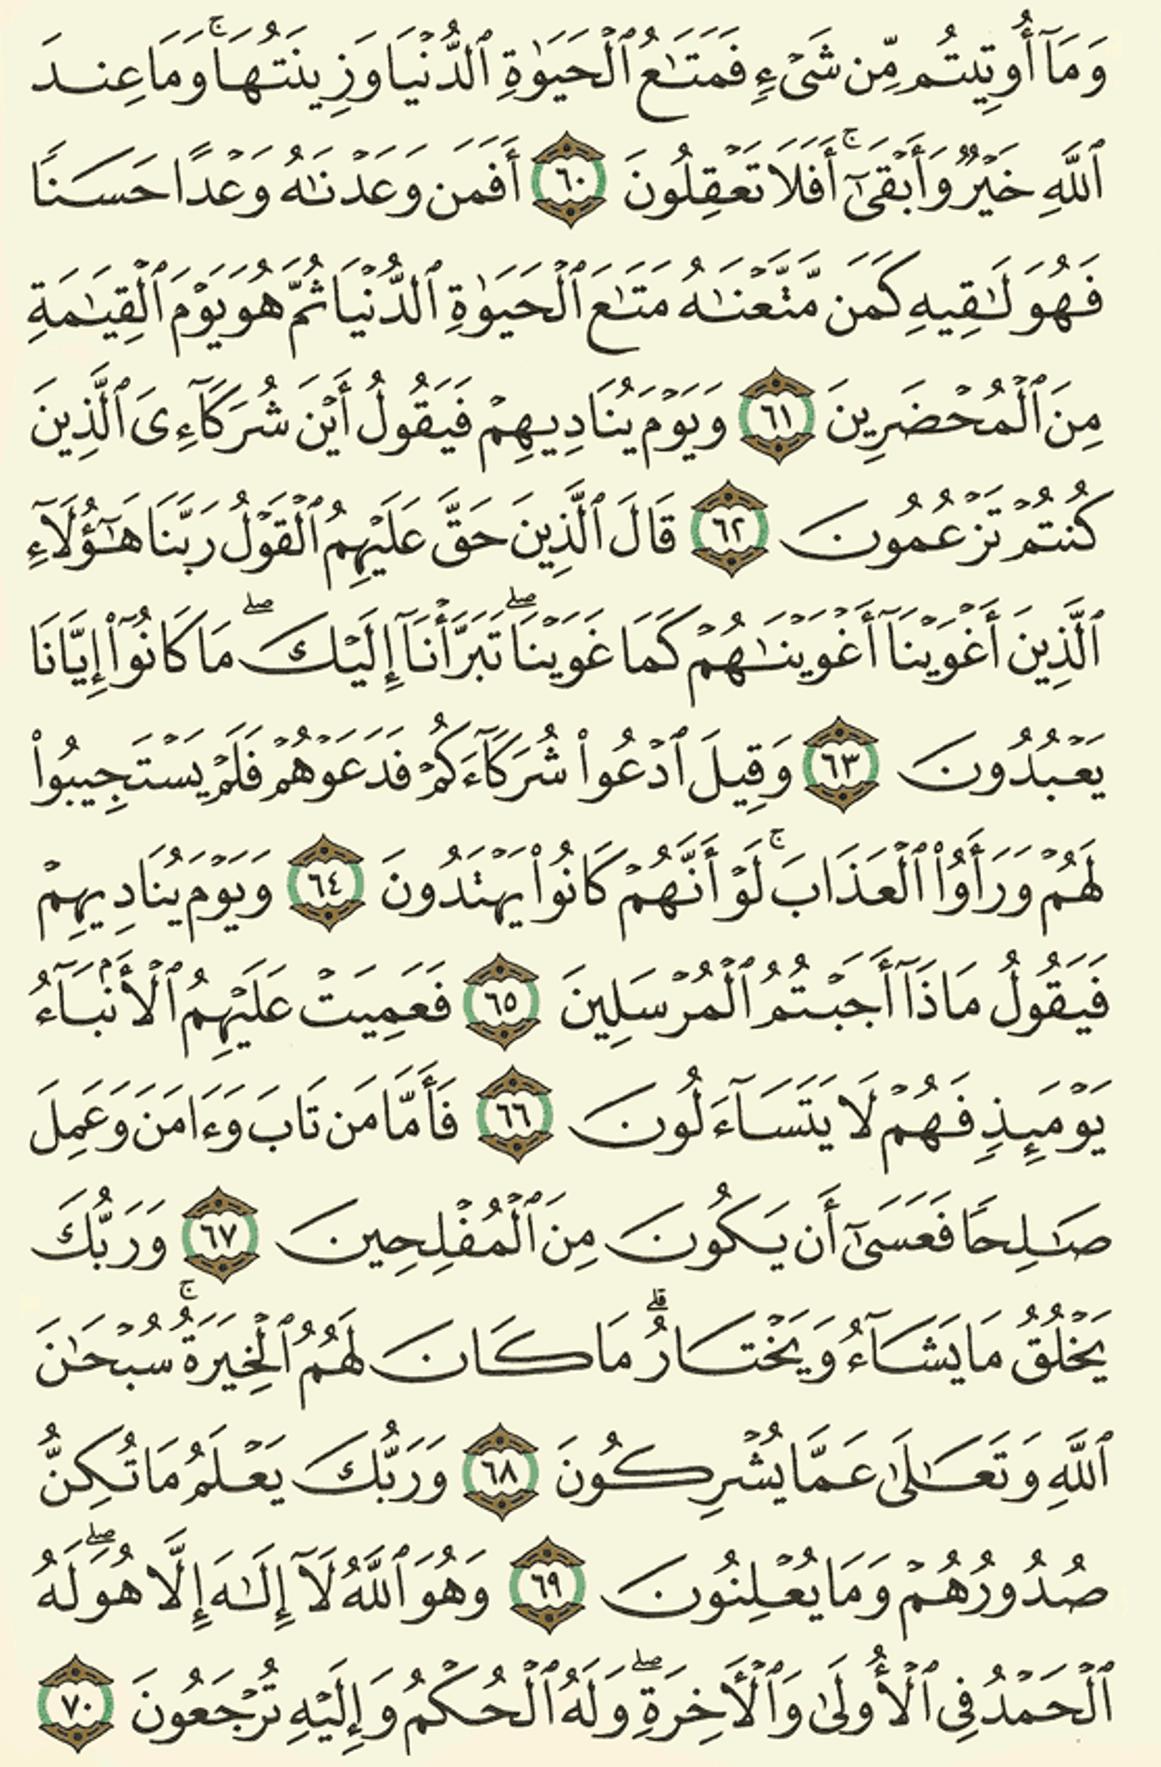 وَمَآ أُوتِيتُم مِّن شَىْءٍ فَمَتَـٰعُ ٱلْحَيَوٰةِ ٱلدُّنْيَا وَزِينَتُهَا ۚ وَمَا عِندَ
ٱللَّهِ خَيْرٌ وَأَبْقَىٰٓ ۚ أَفَلَا تَعْقِلُونَ ٦٠ أَفَمَن وَعَدْنَـٰهُ وَعْدًا حَسَنًا
فَهُوَ لَـٰقِيهِ كَمَن مَّتَّعْنَـٰهُ مَتَـٰعَ ٱلْحَيَوٰةِ ٱلدُّنْيَا ثُمَّ هُوَ يَوْمَ ٱلْقِيَـٰمَةِ
مِنَ ٱلْمُحْضَرِينَ ٦١ وَيَوْمَ يُنَادِيهِمْ فَيَقُولُ أَيْنَ شُرَكَآءِىَ ٱلَّذِينَ
كُنتُمْ تَزْعُمُونَ ٦٢ قَالَ ٱلَّذِينَ حَقَّ عَلَيْهِمُ ٱلْقَوْلُ رَبَّنَا هَـٰٓؤُلَآءِ
ٱلَّذِينَ أَغْوَيْنَآ أَغْوَيْنَـٰهُمْ كَمَا غَوَيْنَا ۖ تَبَرَّأْنَآ إِلَيْكَ ۖ مَا كَانُوٓا۟ إِيَّانَا
يَعْبُدُونَ ٦٣ وَقِيلَ ٱدْعُوا۟ شُرَكَآءَكُمْ فَدَعَوْهُمْ فَلَمْ يَسْتَجِيبُوا۟
لَهُمْ وَرَأَوُا۟ ٱلْعَذَابَ ۚ لَوْ أَنَّهُمْ كَانُوا۟ يَهْتَدُونَ ٦٤ وَيَوْمَ يُنَادِيهِمْ
فَيَقُولُ مَاذَآ أَجَبْتُمُ ٱلْمُرْسَلِينَ ٦٥ فَعَمِيَتْ عَلَيْهِمُ ٱلْأَنۢبَآءُ
يَوْمَئِذٍ فَهُمْ لَا يَتَسَآءَلُونَ ٦٦ فَأَمَّا مَن تَابَ وَءَامَنَ وَعَمِلَ
صَـٰلِحًا فَعَسَىٰٓ أَن يَكُونَ مِنَ ٱلْمُفْلِحِينَ ٦٧ وَرَبُّكَ
يَخْلُقُ مَا يَشَآءُ وَيَخْتَارُ ۗ مَا كَانَ لَهُمُ ٱلْخِيَرَةُ ۚ سُبْحَـٰنَ
ٱللَّهِ وَتَعَـٰلَىٰ عَمَّا يُشْرِكُونَ ٦٨ وَرَبُّكَ يَعْلَمُ مَا تُكِنُّ
صُدُورُهُمْ وَمَا يُعْلِنُونَ ٦٩ وَهُوَ ٱللَّهُ لَآ إِلَـٰهَ إِلَّا هُوَ ۖ لَهُ
ٱلْحَمْدُ فِى ٱلْأُولَىٰ وَٱلْـَٔاخِرَةِ ۖ وَلَهُ ٱلْحُكْمُ وَإِلَيْهِ تُرْجَعُونَ ٧٠